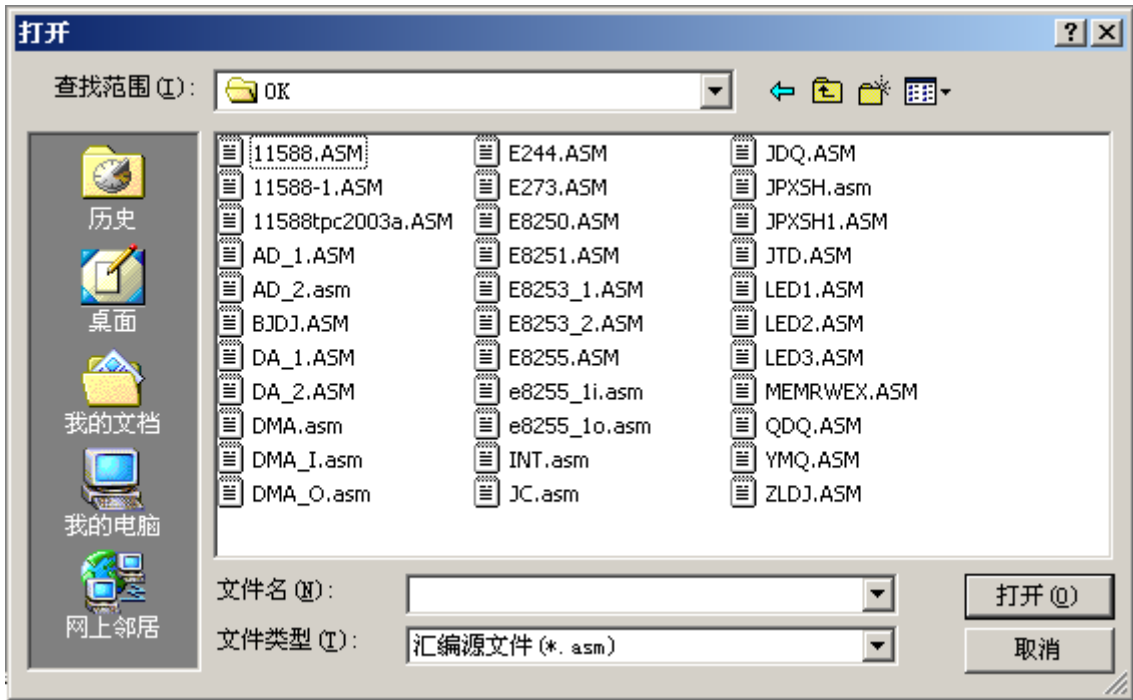 打开
查找范围(I):
OK
历史
桌面
我的文档
我的电脑
网上邻居
11588.ASM
11588-1.ASM
11588tpc2003a.ASM
AD_1.ASM
AD_2.asm
BJDJ.ASM
DA_1.ASM
DA_2.ASM
DMA.asm
DMA_I.asm
DMA_O.asm
E244.ASM
E273.ASM
E8250.ASM
E8251.ASM
E8253_1.ASM
E8253_2.ASM
E8255.ASM
e8255_1i.asm
e8255_1o.asm
INT.asm
JC.asm
JDQ.ASM
JPXSH.asm
JPXSH1.ASM
JTD.ASM
LED1.ASM
LED2.ASM
LED3.ASM
MEMRWEX.ASM
QDQ.ASM
YMQ.ASM
ZLDJ.ASM
文件名(N):
打开(O)
文件类型(T):
汇编源文件(*.asm)
取消